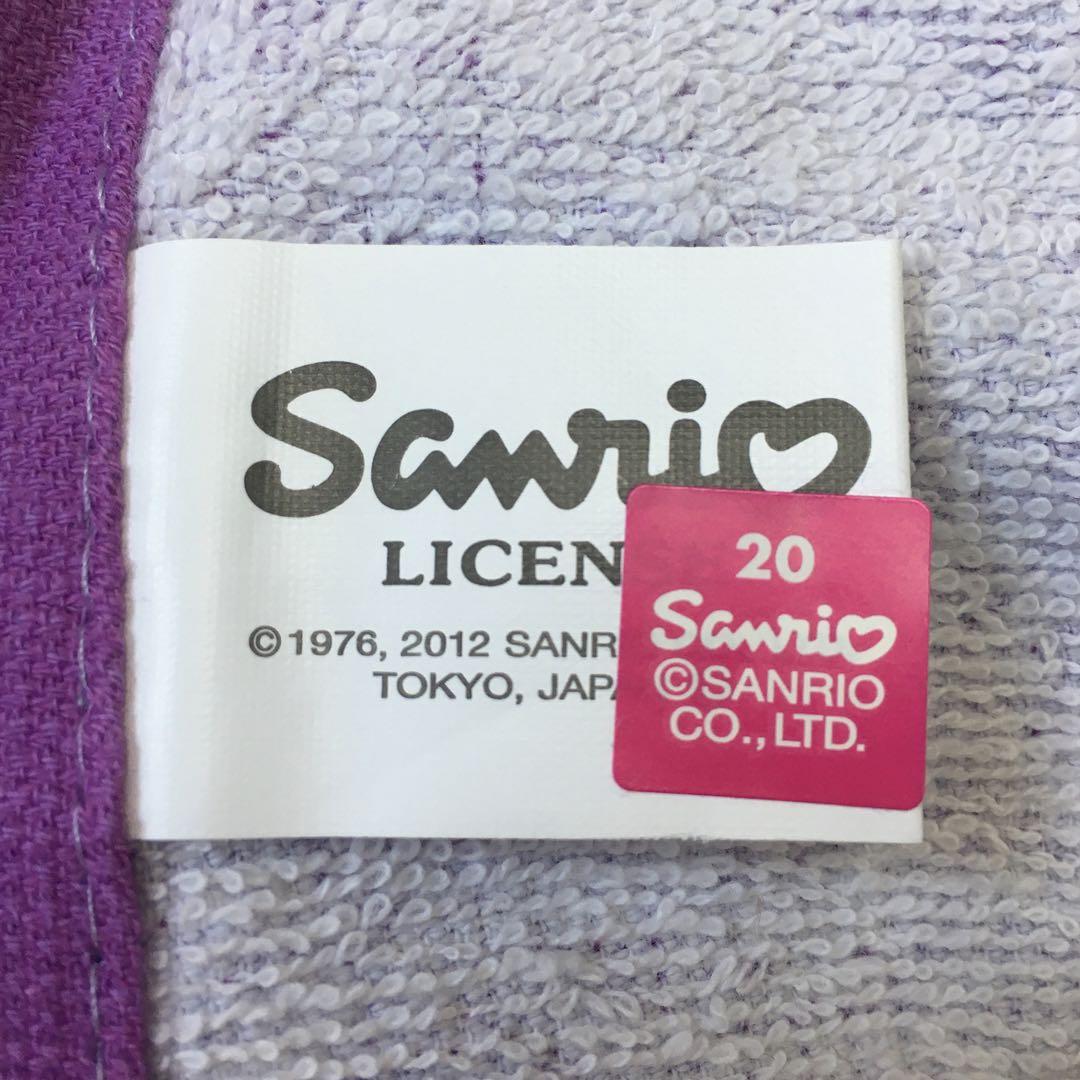 Sanrio
LICEN
© 1976, 2012 SANR
TOKYO, JAPA
20
Sanrio
© SANRIO
CO., LTD.